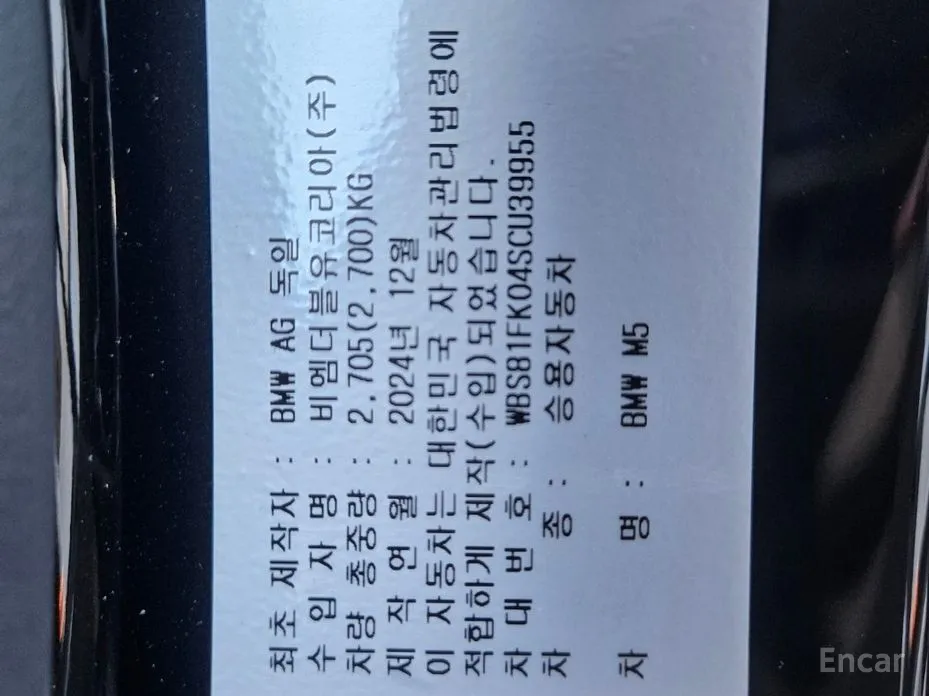 최초 제작자 : BMW AG 독일
수 입 자 명 : 비엠더블유코리아(주)
차량 총중량 : 2,705(2,700)KG
제 작 연 월 : 2024년 12월
이 자동차는 대한민국 자동차관리법령에
적합하게 제작(수입)되었습니다.
차 대 번 호 : WBS81FK04SCU39955
차 종 : 승용자동차
차 명 : BMW M5
Encar